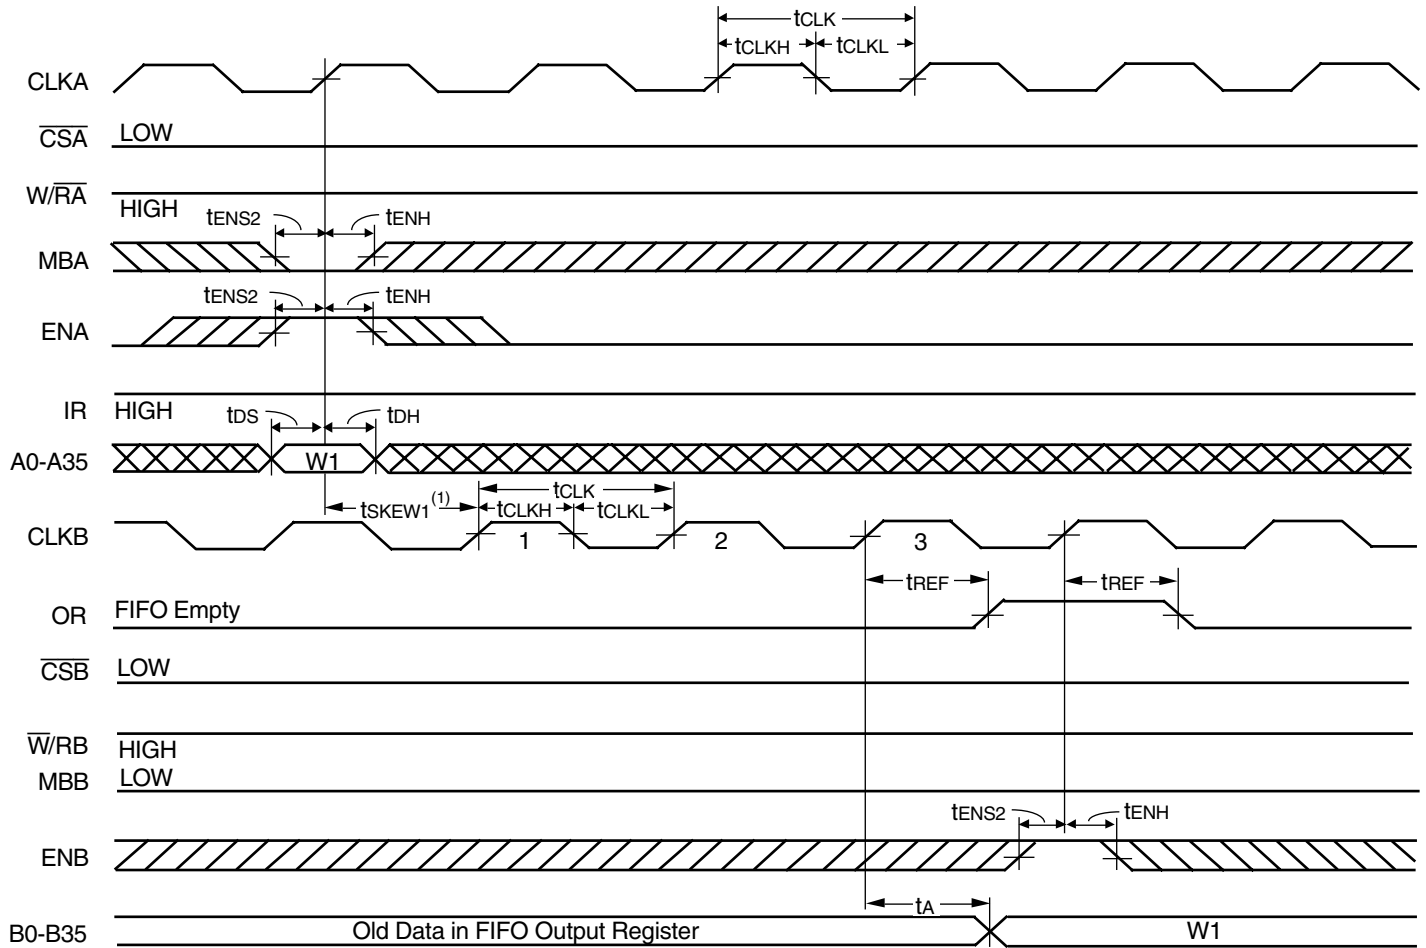 tCLK
tCLKH tCLKL
CLKA
CSA LOW
W/RA
HIGH
tENS2 tENH
MBA
tENS2 tENH
ENA
IR HIGH
tDS tDH
A0-A35 W1
tCLK
tSKEW1(1) tCLKH tCLKL
CLKB 1 2 3
tREF tREF
OR FIFO Empty
CSB LOW
W/RB HIGH
MBB LOW
tENS2 tENH
ENB
tA
B0-B35 Old Data in FIFO Output Register W1